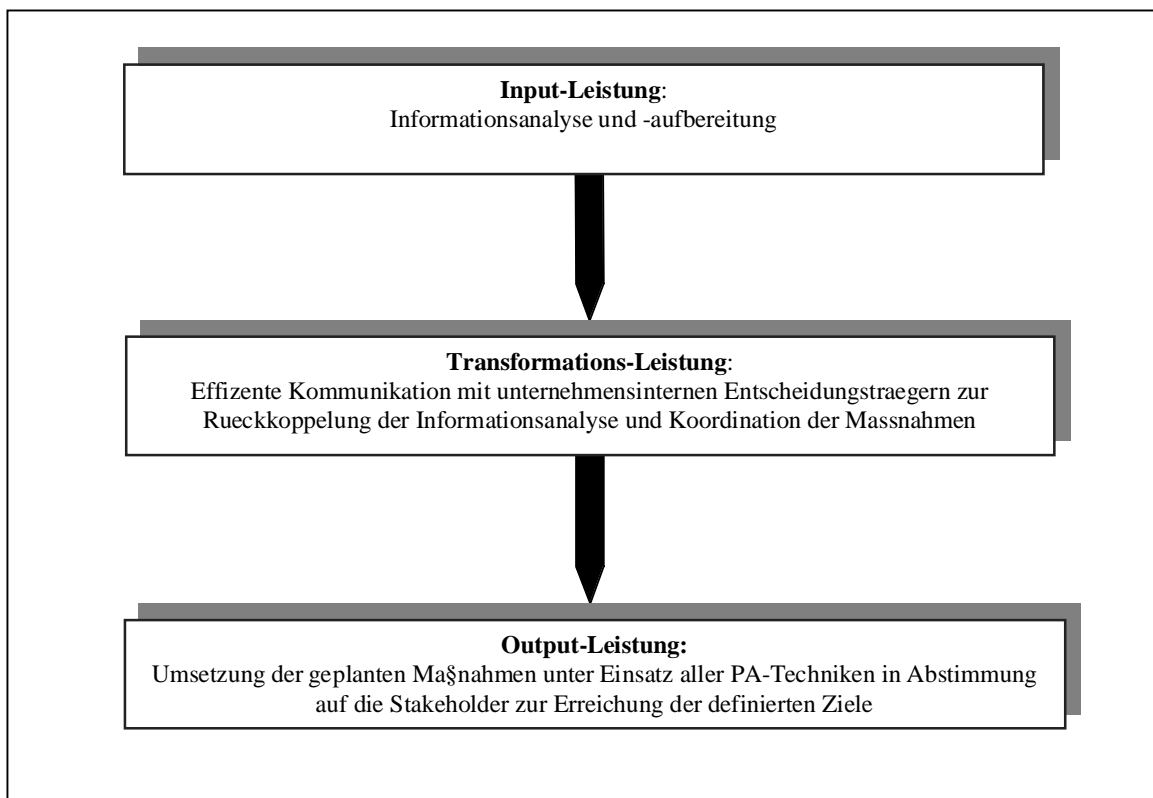 Input-Leistung:
Informationsanalyse und -aufbereitung
Transformations-Leistung:
Effizente Kommunikation mit unternehmensinternen Entscheidungstraegern zur
Rueckkoppelung der Informationsanalyse und Koordination der Massnahmen
Output-Leistung:
Umsetzung der geplanten Ma§nahmen unter Einsatz aller PA-Techniken in Abstimmung
auf die Stakeholder zur Erreichung der definierten Ziele